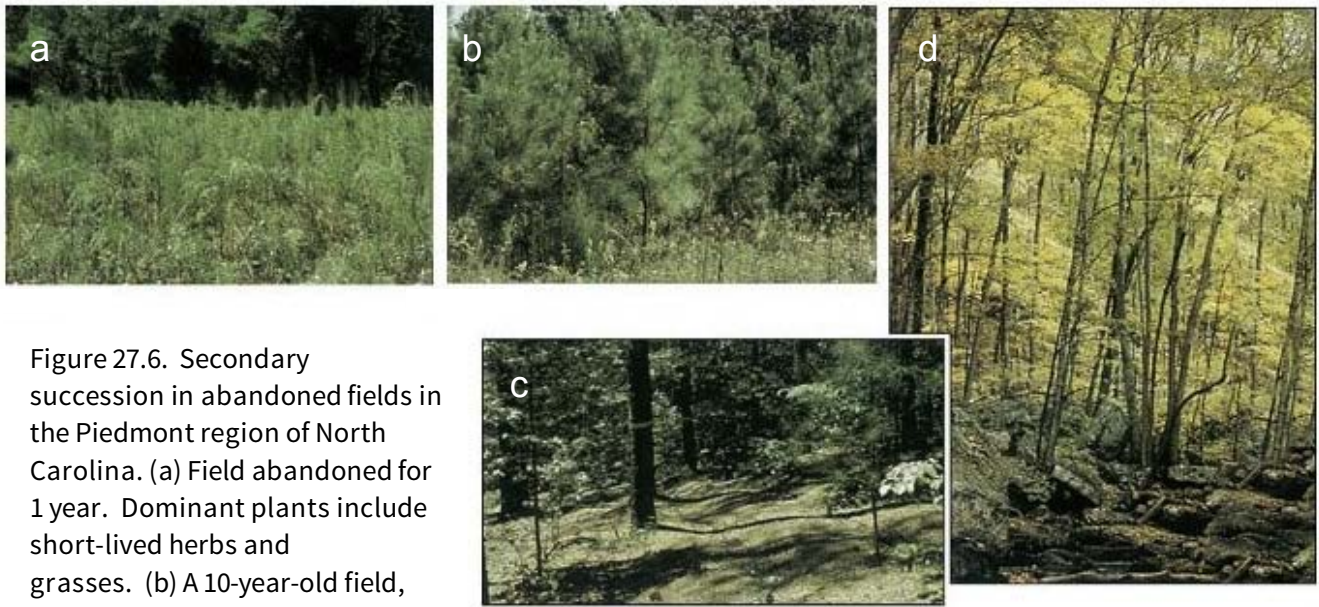 a
b
d
c
Figure 27.6. Secondary
succession in abandoned fields in
the Piedmont region of North
Carolina. (a) Field abandoned for
1 year. Dominant plants include
short-lived herbs and
grasses. (b) A 10-year-old field,